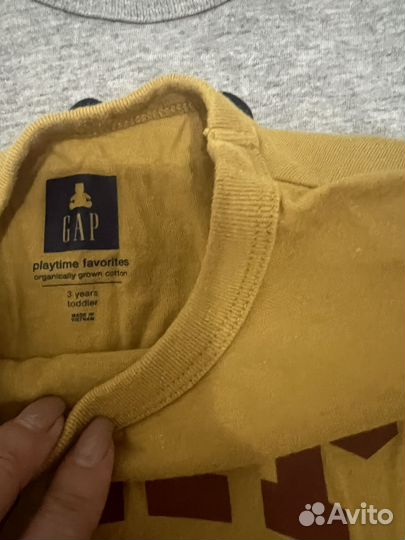 GAP
playtime favorites
organically grown cotton
3 years
toddler
MADE IN
VIETNAM
Avito